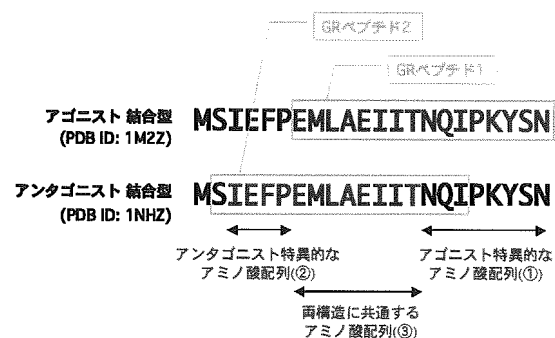 GRペプチド2
GRペプチド1
アゴニスト 結合型
(PDB ID: 1M2Z)
MSIEFPEMLAEIITNQIPKYSN
アンタゴニスト 結合型
(PDB ID: 1NHZ)
MSIEFPEMLAEIITNQIPKYSN
アンタゴニスト特異的な
アミノ酸配列(②)
アゴニスト特異的な
アミノ酸配列(①)
両構造に共通する
アミノ酸配列(③)